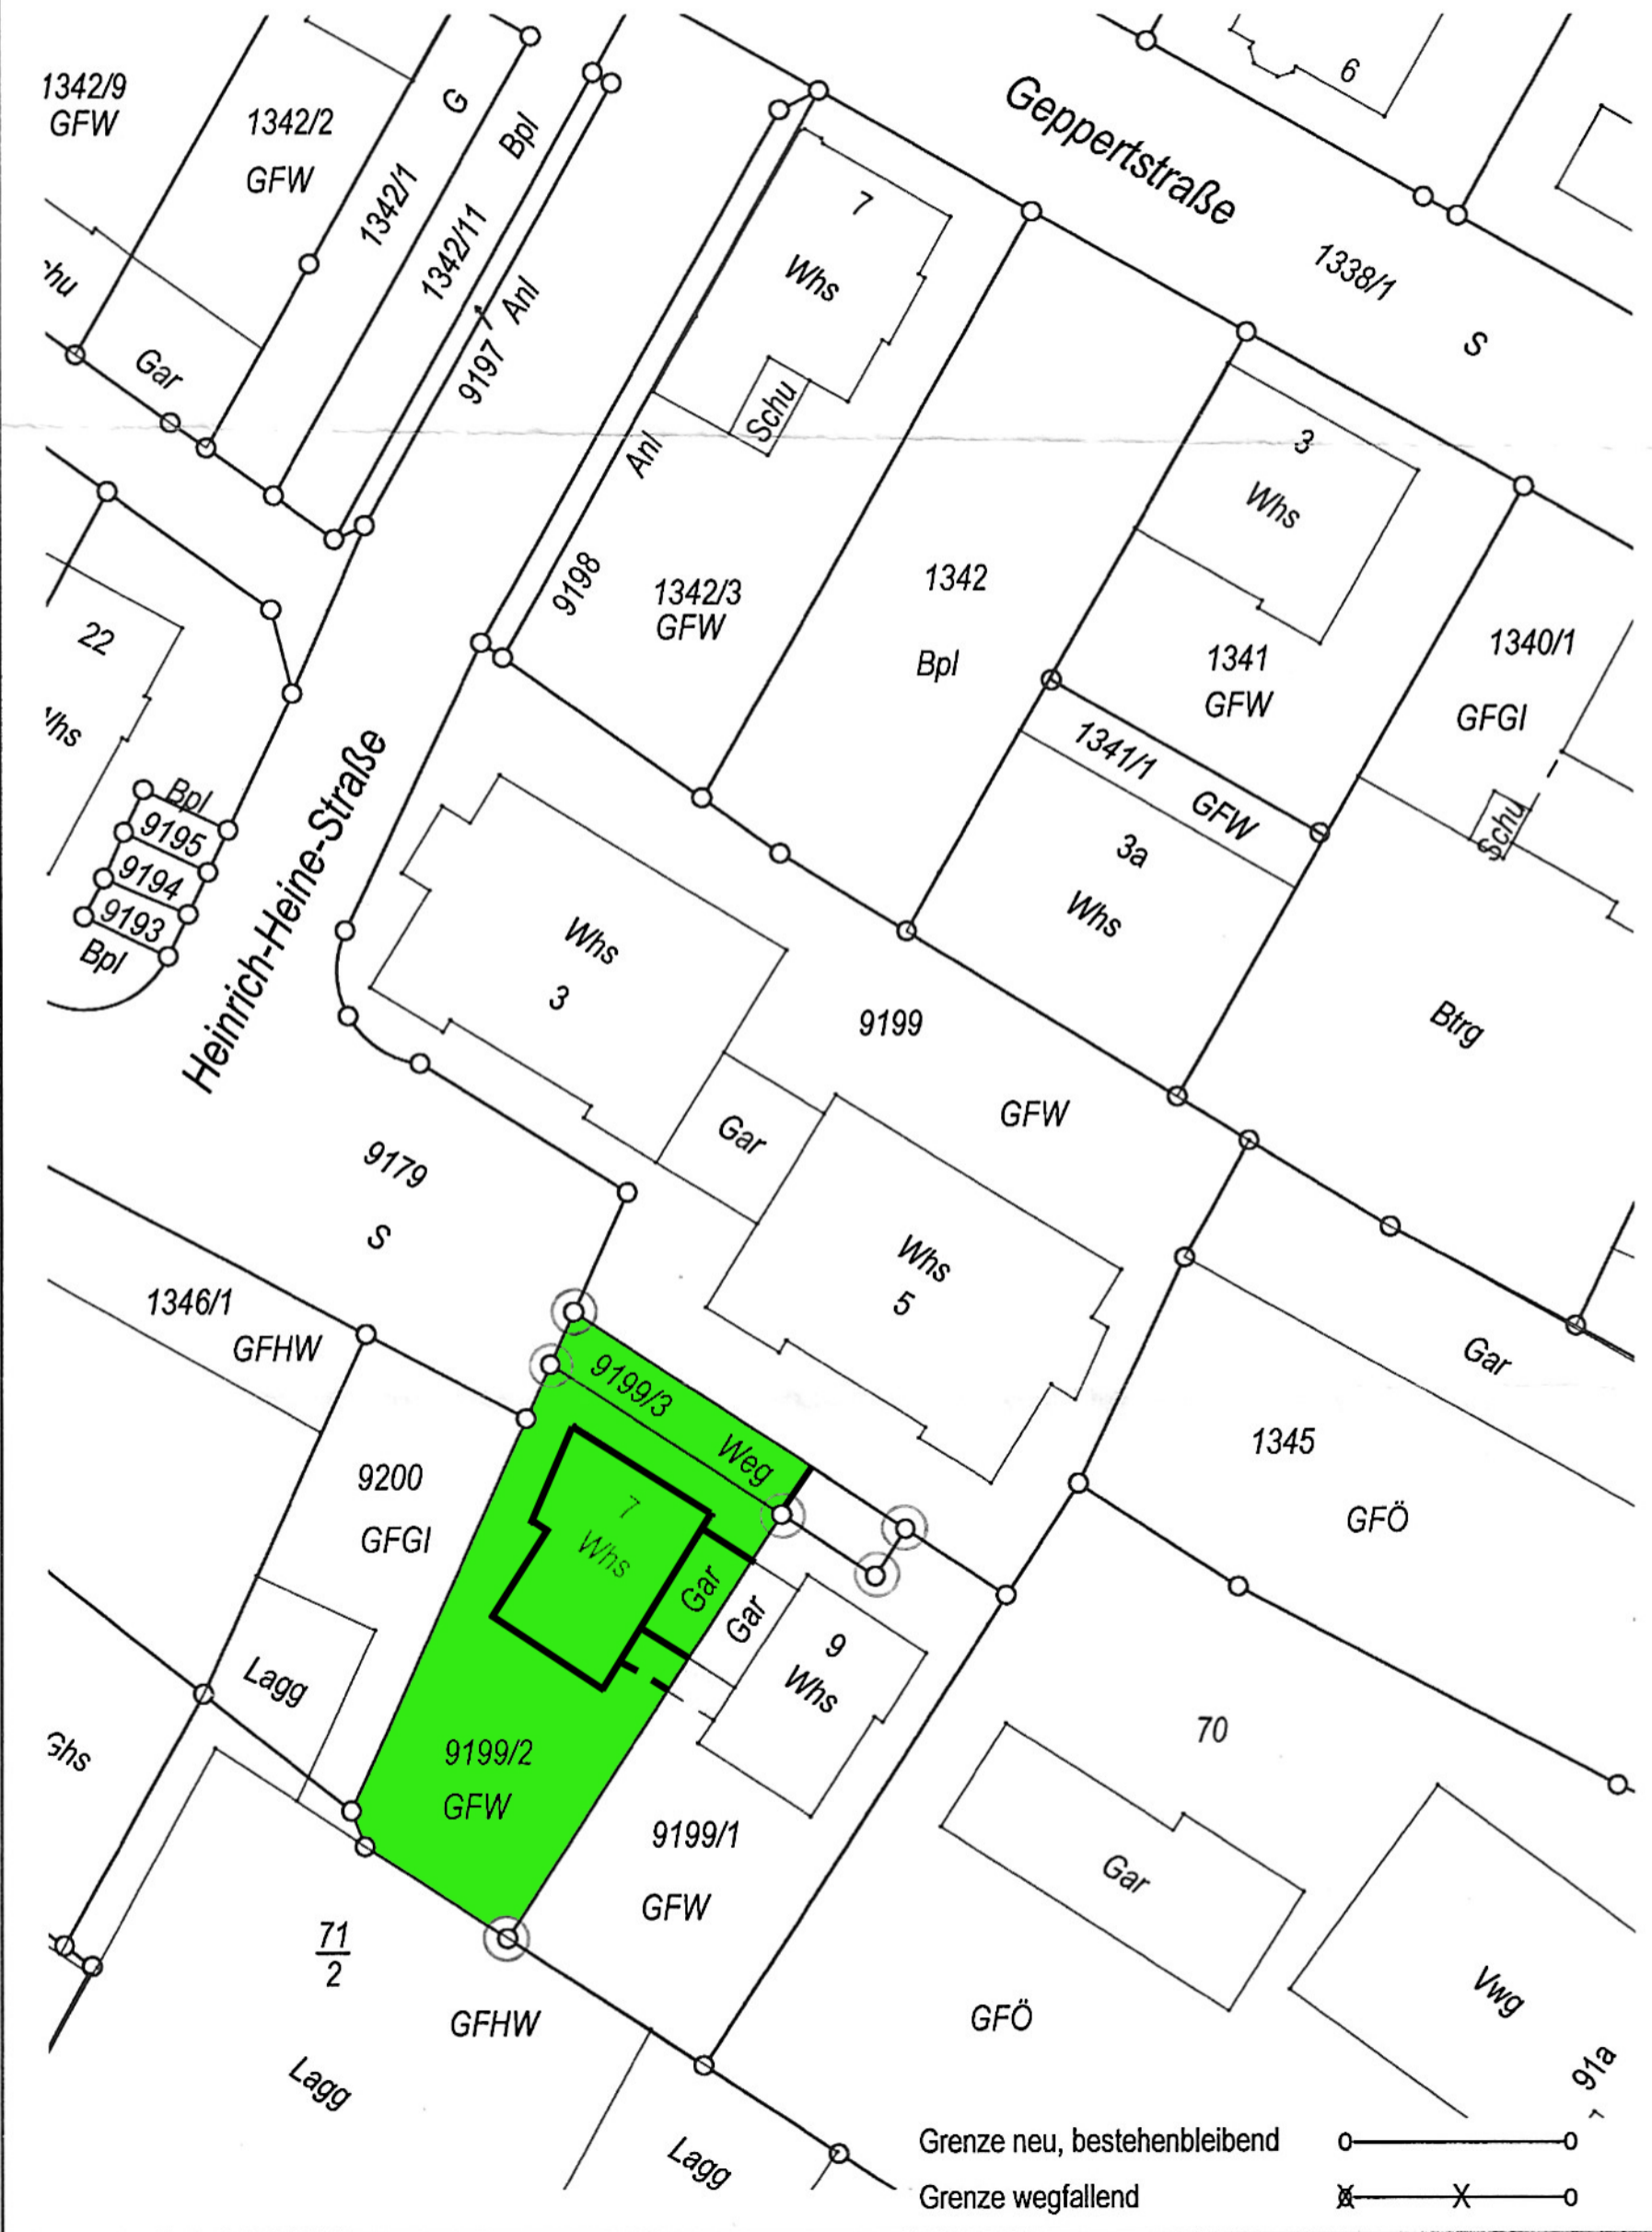 6
1342/9
GFW
1342/2
GFW
G
Bpl
1342/1
1342/11
Anl
9197
Gar
Geppertstraße
1338/1
S
7
Whs
Schu
Anl
9198
1342/3
GFW
1342
Bpl
3
Whs
1341
GFW
1341/1
GFW
3a
Whs
1340/1
GFGI
Schu
Btrg
22
Bpl
9195
9194
9193
Bpl
Heinrich-Heine-Straße
Whs
3
9199
GFW
Gar
Whs
5
9179
S
1346/1
GFHW
9200
GFGI
Lagg
9199/3
Weg
7
Whs
Gar
Gar
9
Whs
9199/2
GFW
9199/1
GFW
1345
GFÖ
Gar
70
Gar
GFÖ
Vwg
91a
71
2
GFHW
Lagg
Lagg
Grenze neu, bestehenbleibend
Grenze wegfallend